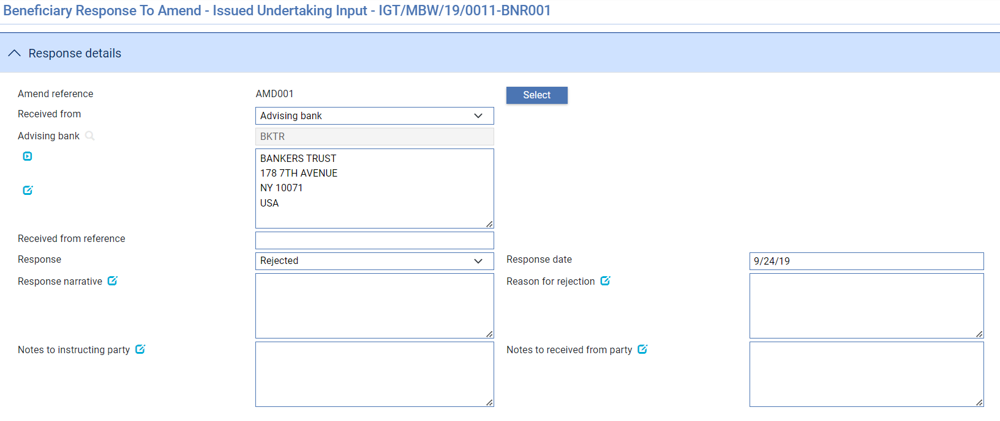 Beneficiary Response To Amend - Issued Undertaking Input - IGT/MBW/19/0011-BNR001
Response details
Amend reference AMD001 Select
Received from Advising bank
Advising bank BKTR
BANKERS TRUST
178 7TH AVENUE
NY 10071
USA
Received from reference
Response Rejected Response date 9/24/19
Response narrative Reason for rejection
Notes to instructing party Notes to received from party